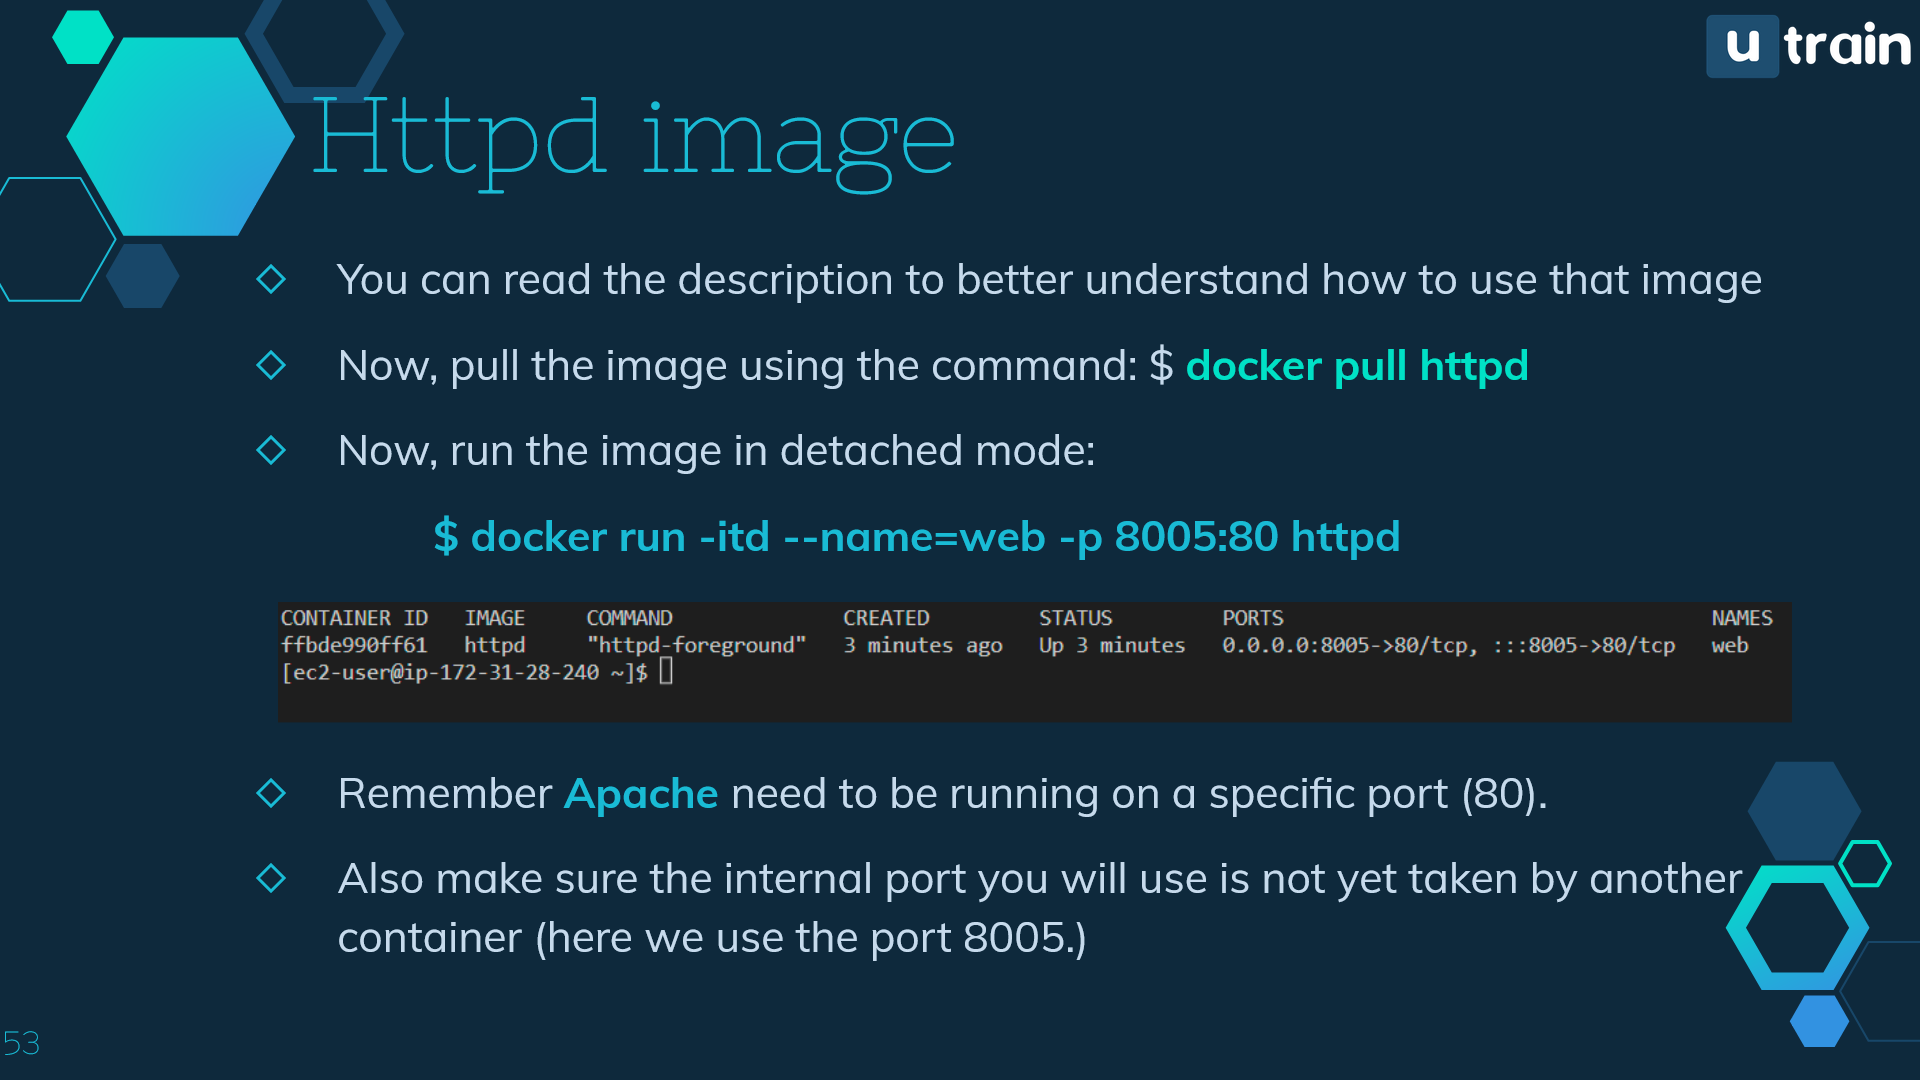 u train
Httpd image
You can read the description to better understand how to use that image
Now, pull the image using the command: $ docker pull httpd
Now, run the image in detached mode:
$ docker run -itd --name=web -p 8005:80 httpd
CONTAINER ID IMAGE COMMAND CREATED STATUS PORTS NAMES
ffbde990ff61 httpd "httpd-foreground" 3 minutes ago Up 3 minutes 0.0.0.0:8005->80/tcp, :::8005->80/tcp web
[ec2-user@ip-172-31-28-240 ~]$
Remember Apache need to be running on a specific port (80).
Also make sure the internal port you will use is not yet taken by another
container (here we use the port 8005.)
53